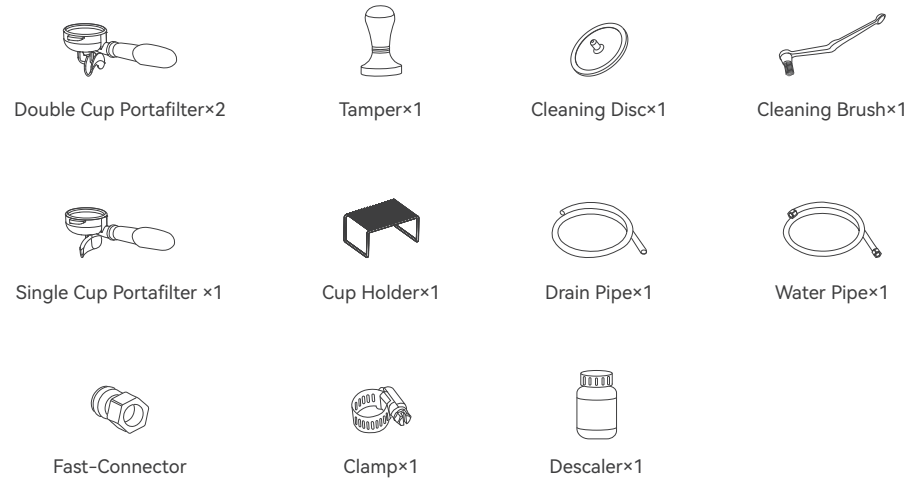 Double Cup Portafilter×2
Tamper×1
Cleaning Disc×1
Cleaning Brush×1
Single Cup Portafilter ×1
Cup Holder×1
Drain Pipe×1
Water Pipe×1
Fast-Connector
Clamp×1
Descaler×1